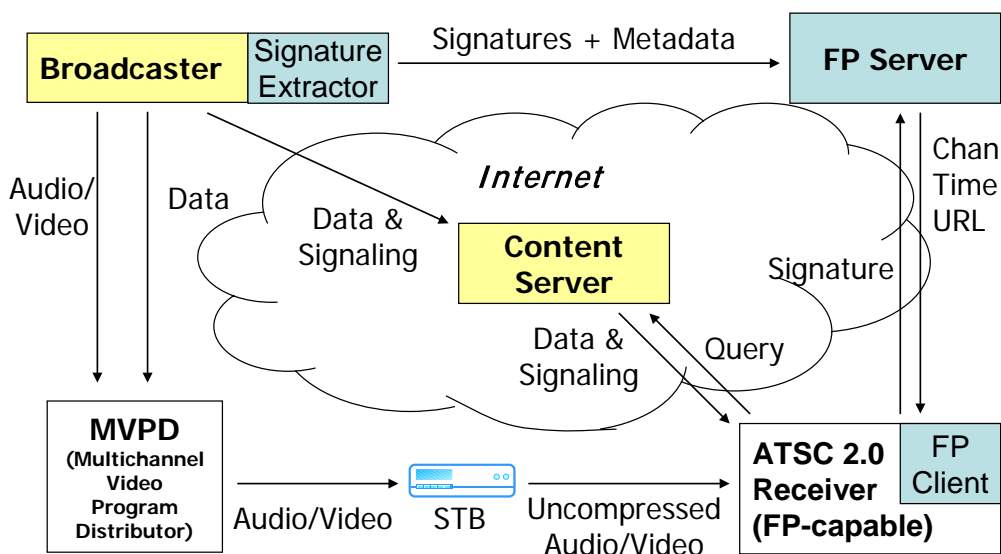 Broadcaster
Signature
Extractor
Signatures + Metadata
FP Server
Audio/
Video
Data
Internet
Data &
Signaling
Content
Server
Chan
Time
URL
Signature
Data &
Signaling
Query
MVPD
(Multichannel
Video
Program
Distributor)
Audio/Video
STB
Uncompressed
Audio/Video
ATSC 2.0
Receiver
(FP-capable)
FP
Client